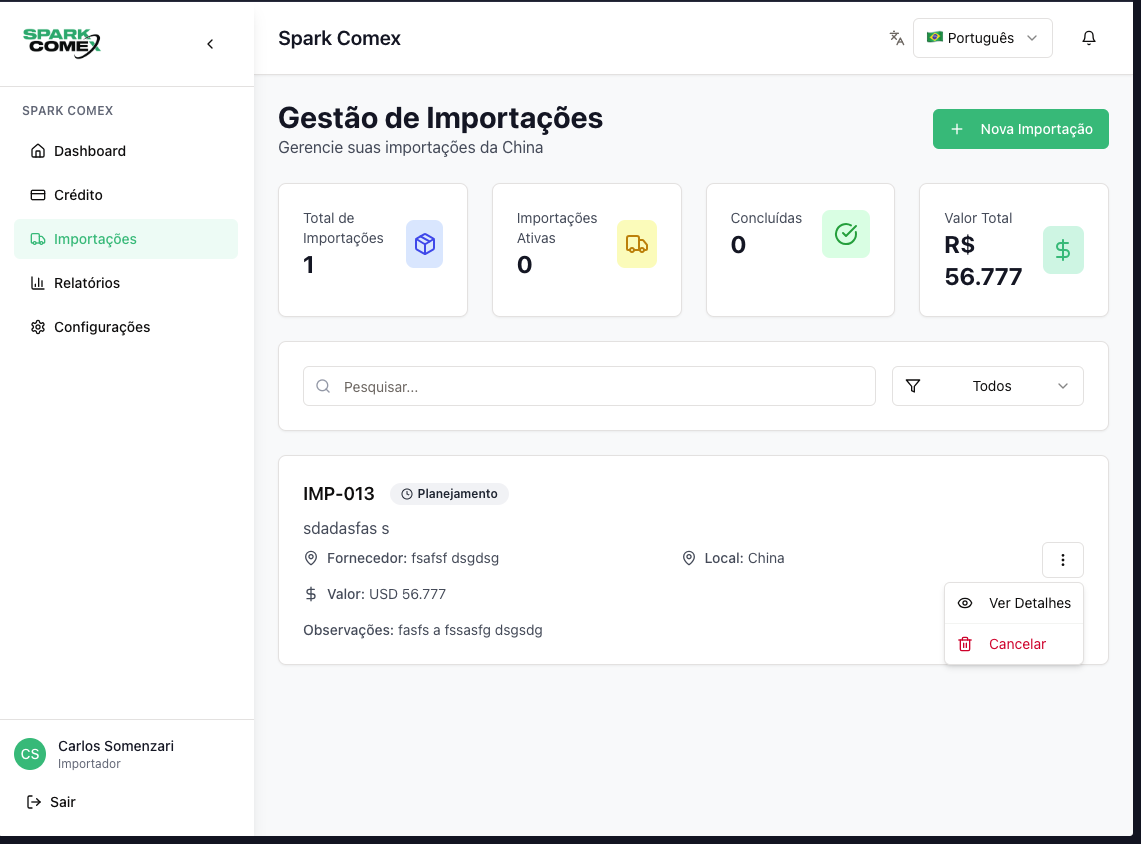 SPARK
COMEX
Spark Comex
Português
SPARK COMEX
Dashboard
Crédito
Importações
Relatórios
Configurações
Gestão de Importações
Gerencie suas importações da China
Nova Importação
Total de
Importações
1
Importações
Ativas
0
Concluídas
0
Valor Total
R$
56.777
Pesquisar...
Todos
IMP-013
Planejamento
sdadasfas s
Fornecedor: fsafsf dsgdsg
Local: China
Valor: USD 56.777
Observações: fasfs a fssasfg dsgsdg
Ver Detalhes
Cancelar
CS
Carlos Somenzari
Importador
Sair